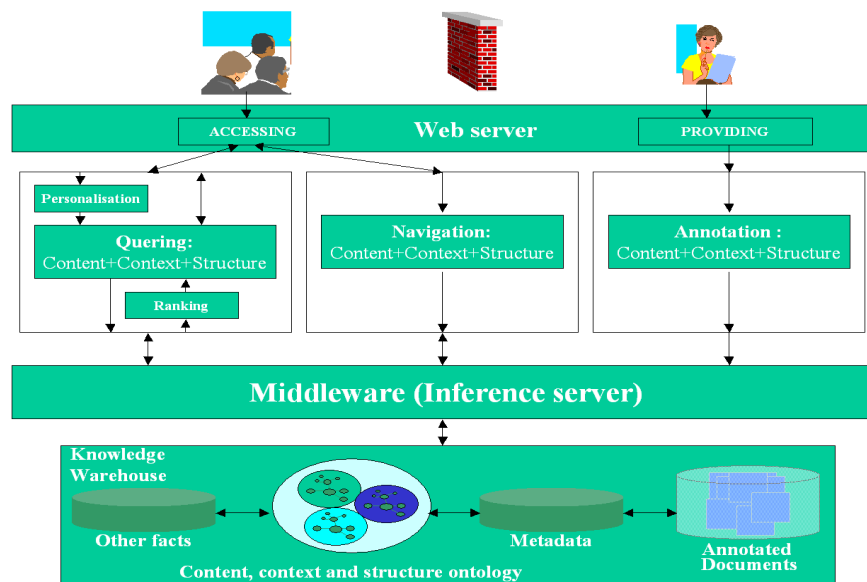 ACCESSING
Web server
PROVIDING
Personalisation
Quering:
Content+Context+Structure
Ranking
Navigation:
Content+Context+Structure
Annotation :
Content+Context+Structure
Middleware (Inference server)
Knowledge
Warehouse
Other facts
Metadata
Annotated
Documents
Content, context and structure ontology